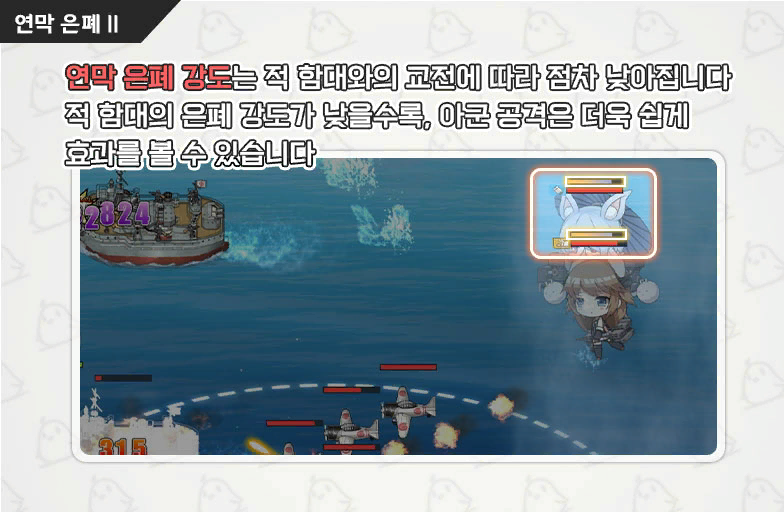 연막 은폐 II
연막 은폐 강도는 적 함대와의 교전에 따라 점차 낮아집니다
적 함대의 은폐 강도가 낮을수록, 아군 공격은 더욱 쉽게
효과를 볼 수 있습니다
2824
315